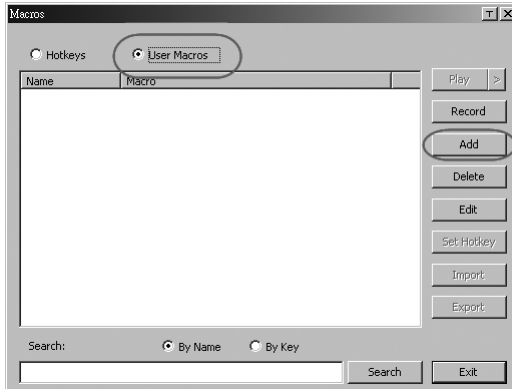 Macros
Hotkeys User Macros
Name Macro
Play >
Record
Add
Delete
Edit
Set Hotkey
Import
Export
Search: By Name By Key
Search Exit